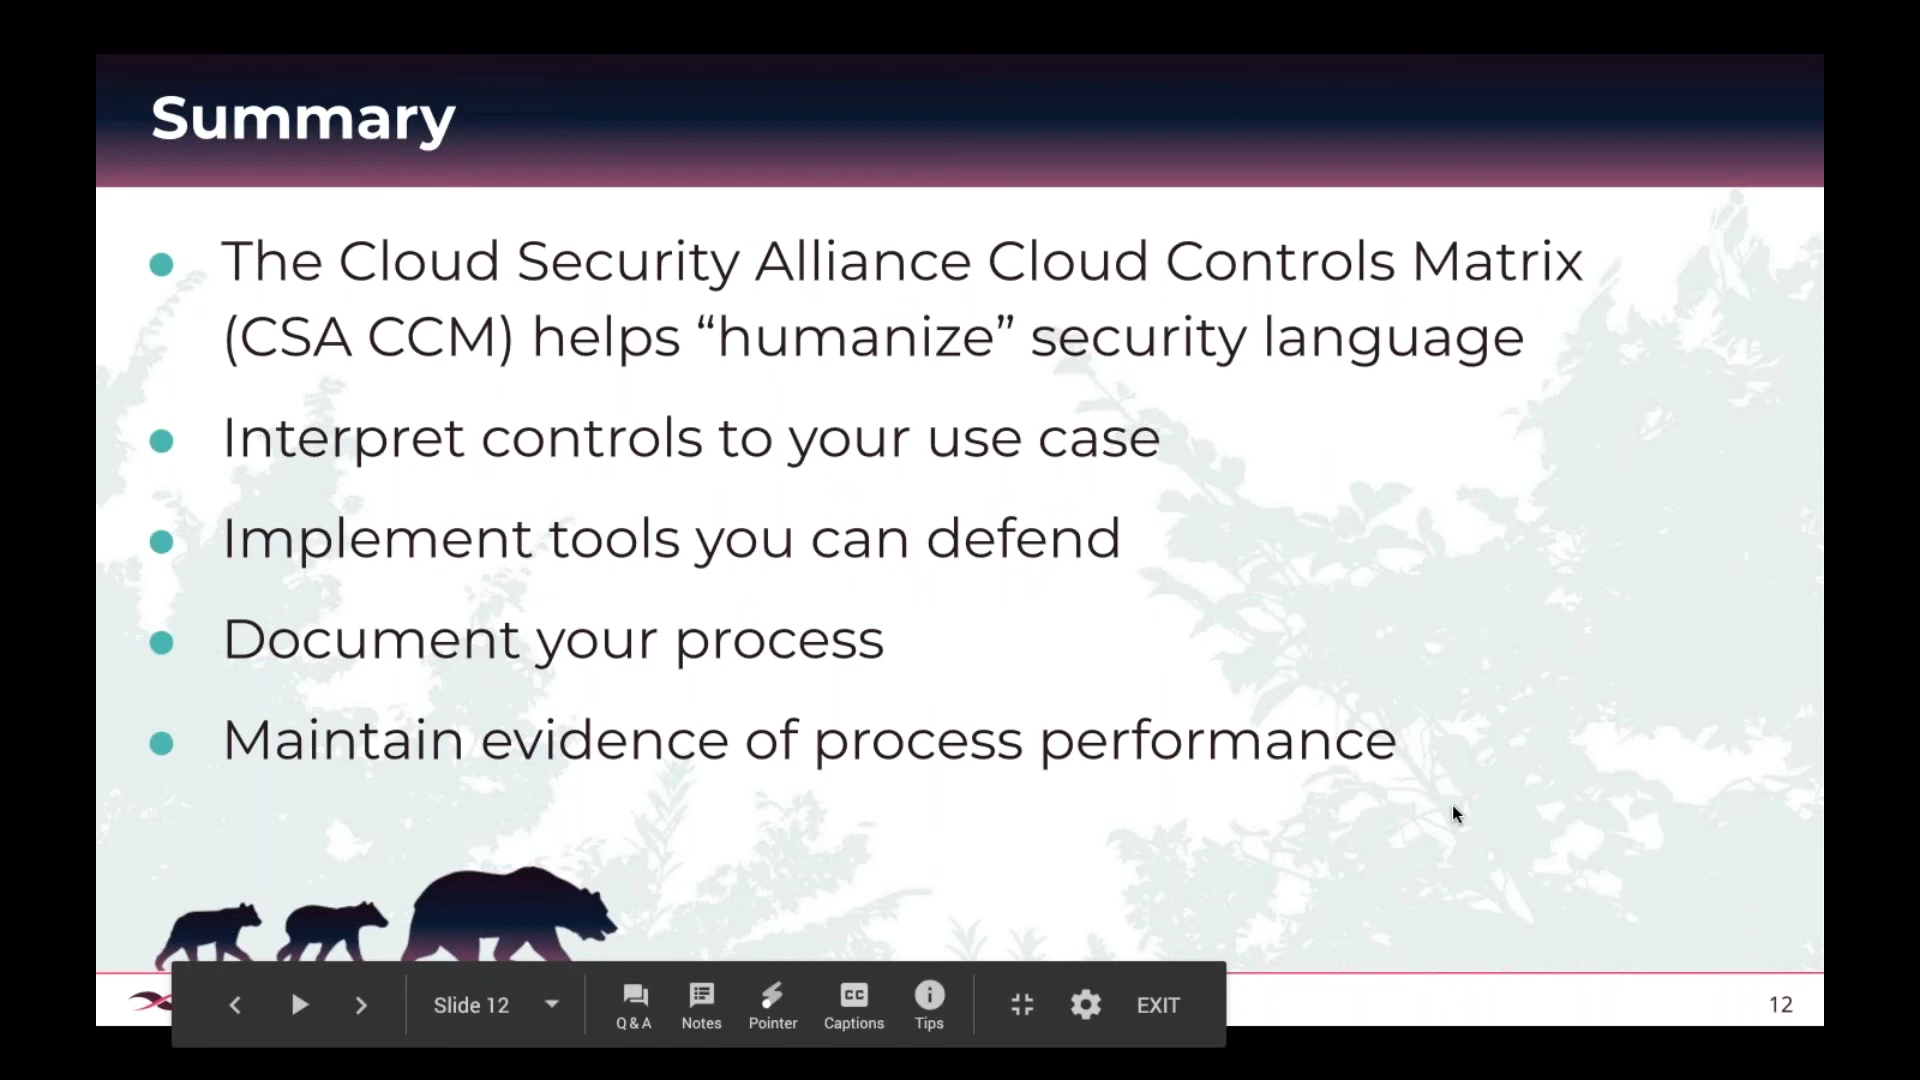 Summary
The Cloud Security Alliance Cloud Controls Matrix
(CSA CCM) helps “humanize” security language
Interpret controls to your use case
Implement tools you can defend
Document your process
Maintain evidence of process performance
Slide 12
Q & A
Notes
Pointer
CC
Captions
Tips
EXIT
12